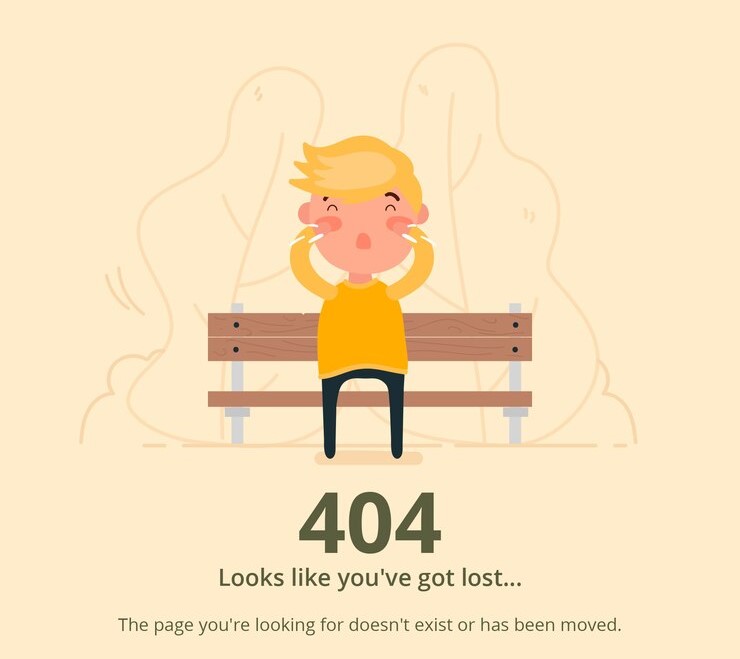 404
Looks like you've got lost...
The page you're looking for doesn't exist or has been moved.